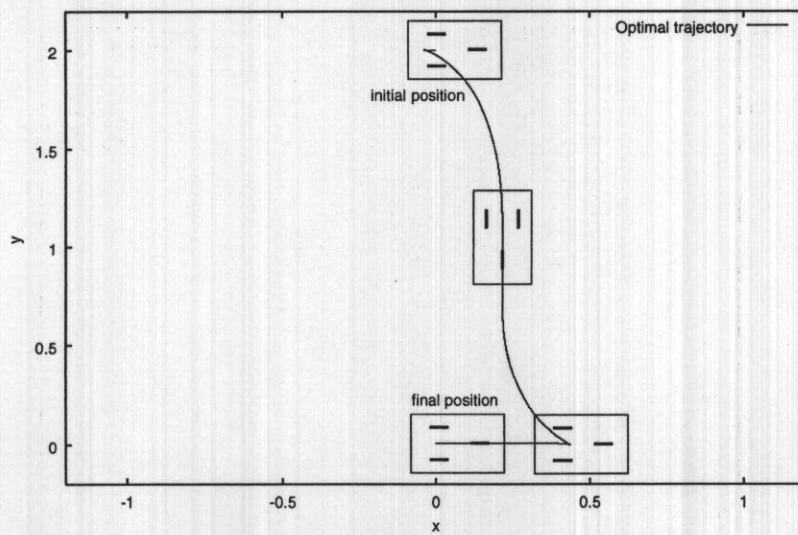 Optimal trajectory
2
initial position
1.5
y
1
0.5
final position
0
-1 -0.5 0 0.5 1
x